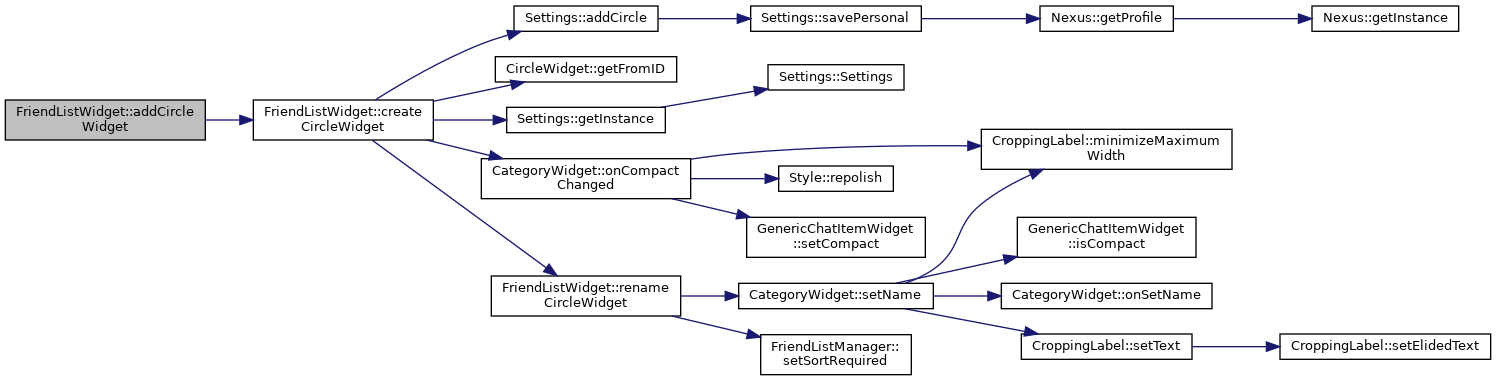 FriendListWidget::addCircle
Widget
FriendListWidget::create
CircleWidget
Settings::addCircle
Settings::savePersonal
Nexus::getProfile
Nexus::getInstance
CircleWidget::getFromID
Settings::getInstance
Settings::Settings
CategoryWidget::onCompact
Changed
CroppingLabel::minimizeMaximum
Width
Style::repolish
GenericChatItemWidget
::setCompact
FriendListWidget::rename
CircleWidget
CategoryWidget::setName
GenericChatItemWidget
::isCompact
CategoryWidget::onSetName
CroppingLabel::setText
CroppingLabel::setElidedText
FriendListManager::
setSortRequired